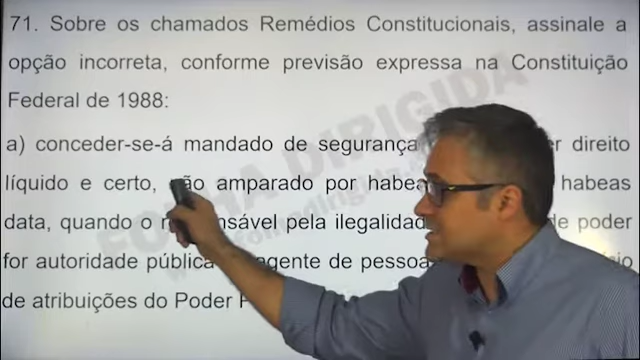 71. Sobre os chamados Remédios Constitucionais, assinale a
opção incorreta, conforme previsão expressa na Constituição
Federal de 1988:
a) conceder-se-á mandado de segurança direito
líquido e certo, amparado por habeas
data, quando o pela ilegalidade poder
for autoridade pública agente de pessoa
de atribuições do Poder
FOLHA DIRIGIDA